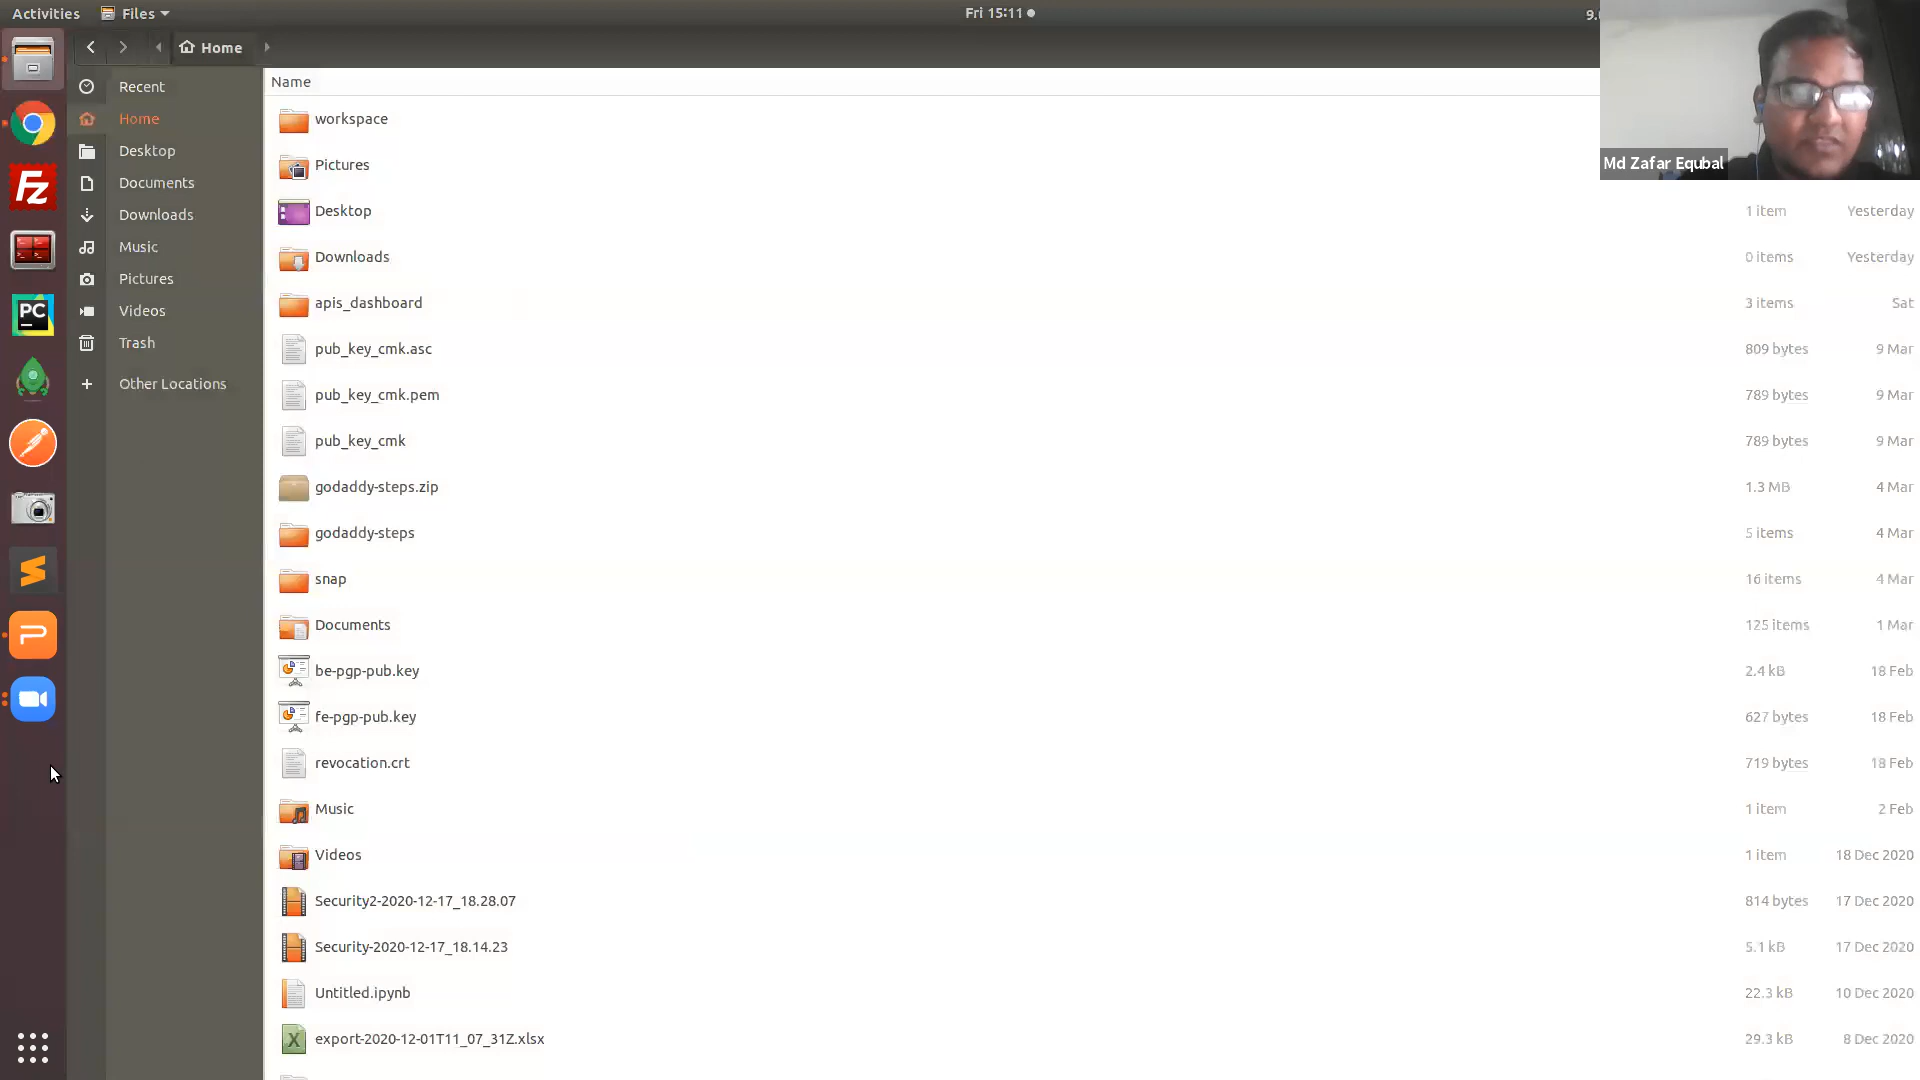 Activities Files Fri 15:11 9.
Home
Name
Recent
Home
Desktop
Documents
Downloads
Music
Pictures
Videos
Trash
Other Locations
workspace
Pictures
Desktop 1 item Yesterday
Downloads 0 items Yesterday
apis_dashboard 3 items Sat
pub_key_cmk.asc 809 bytes 9 Mar
pub_key_cmk.pem 789 bytes 9 Mar
pub_key_cmk 789 bytes 9 Mar
godaddy-steps.zip 1.3 MB 4 Mar
godaddy-steps 5 items 4 Mar
snap 16 items 4 Mar
Documents 125 items 1 Mar
be-pgp-pub.key 2.4 kB 18 Feb
fe-pgp-pub.key 627 bytes 18 Feb
revocation.crt 719 bytes 18 Feb
Music 1 item 2 Feb
Videos 1 item 18 Dec 2020
Security2-2020-12-17_18.28.07 814 bytes 17 Dec 2020
Security-2020-12-17_18.14.23 5.1 kB 17 Dec 2020
Untitled.ipynb 22.3 kB 10 Dec 2020
export-2020-12-01T11_07_31Z.xlsx 29.3 kB 8 Dec 2020
Md Zafar Equbal
Fz
PC